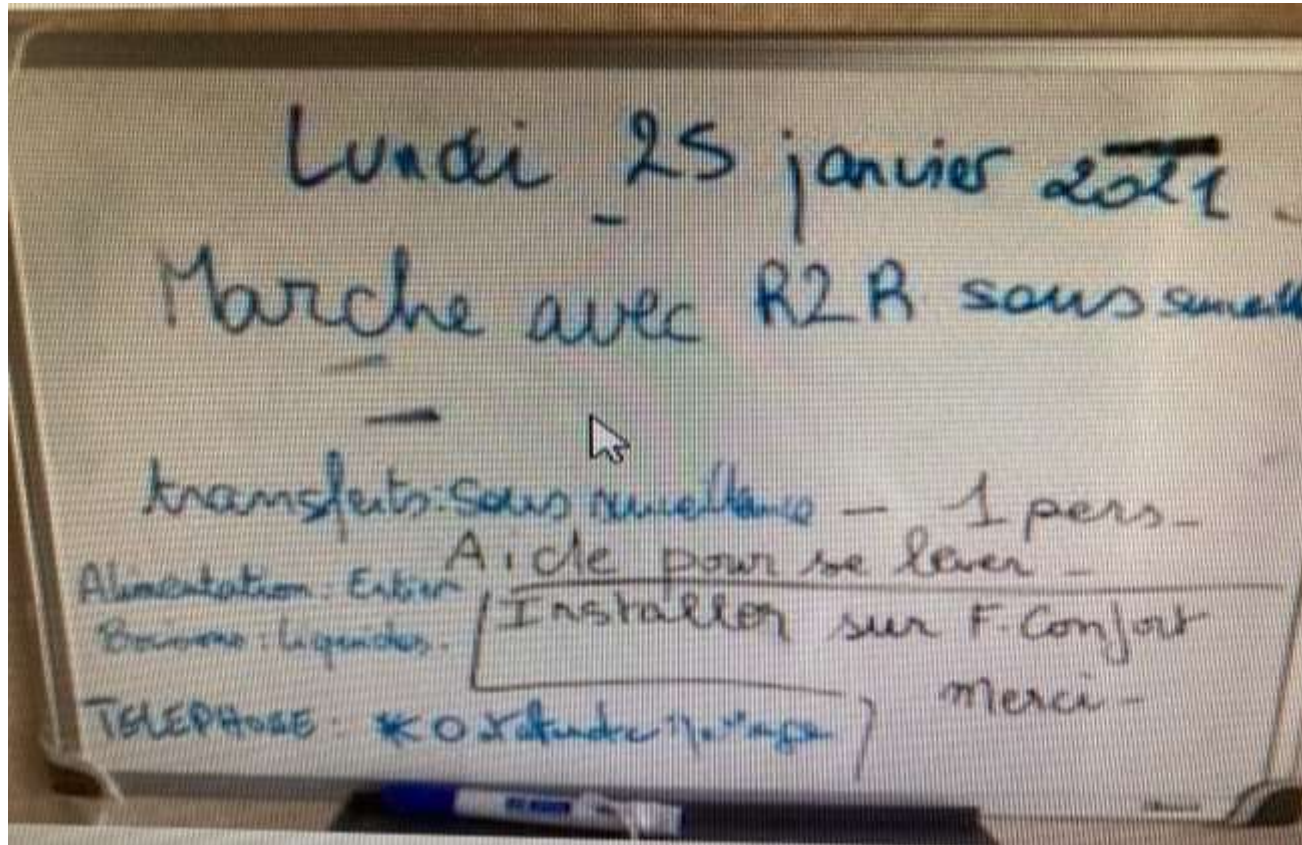 Lundi 25 janvier 2021
Marche avec R2R sous
transferts: Sous surveillance - 1 pers-
Aide pour se lever -
Alimentation: Entier
Boissons: liquides.
Installer sur F. Confort
merci -
TELEPHONE: *0